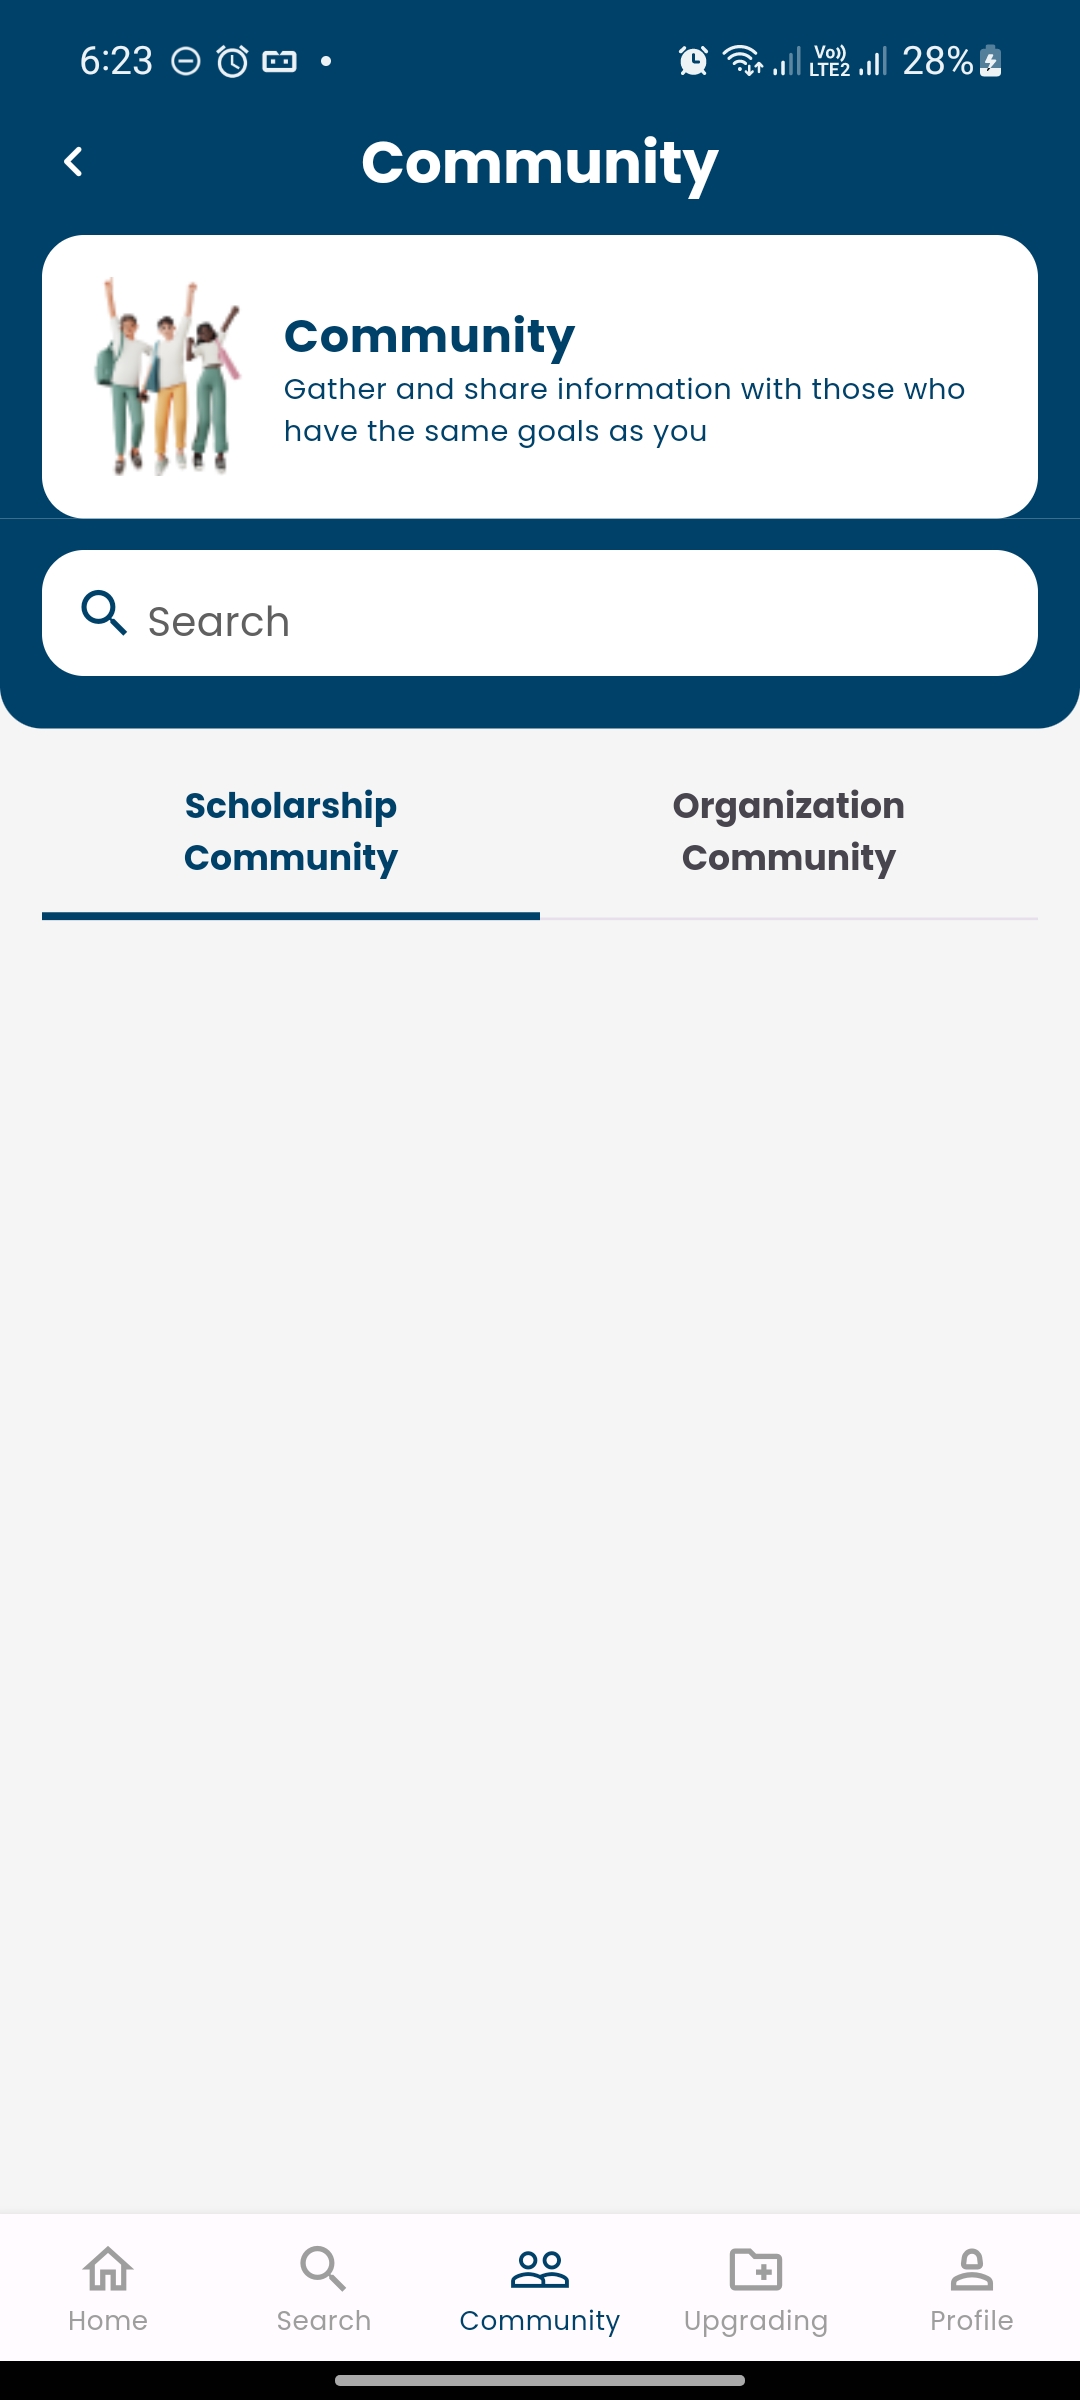 6:23
Vo)) LTE2 28%
Community
Community
Gather and share information with those who
have the same goals as you
Search
Scholarship
Community
Organization
Community
Home
Search
Community
Upgrading
Profile